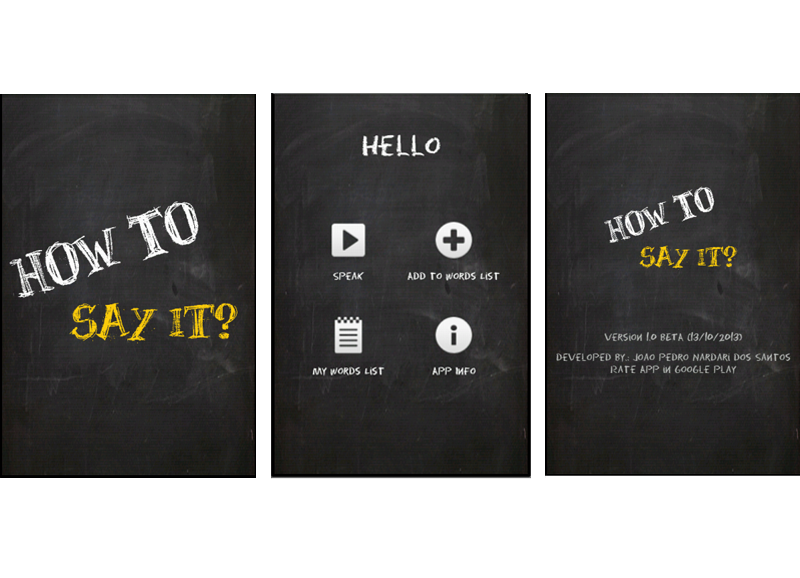 HOW TO
SAY IT?
HELLO
SPEAK
ADD TO WORDS LIST
MY WORDS LIST
APP INFO
HOW TO
SAY IT?
VERSION 1.0 BETA (13/10/2013)
DEVELOPED BY.: JOAO PEDRO NARDARI DOS SANTOS
RATE APP IN GOOGLE PLAY